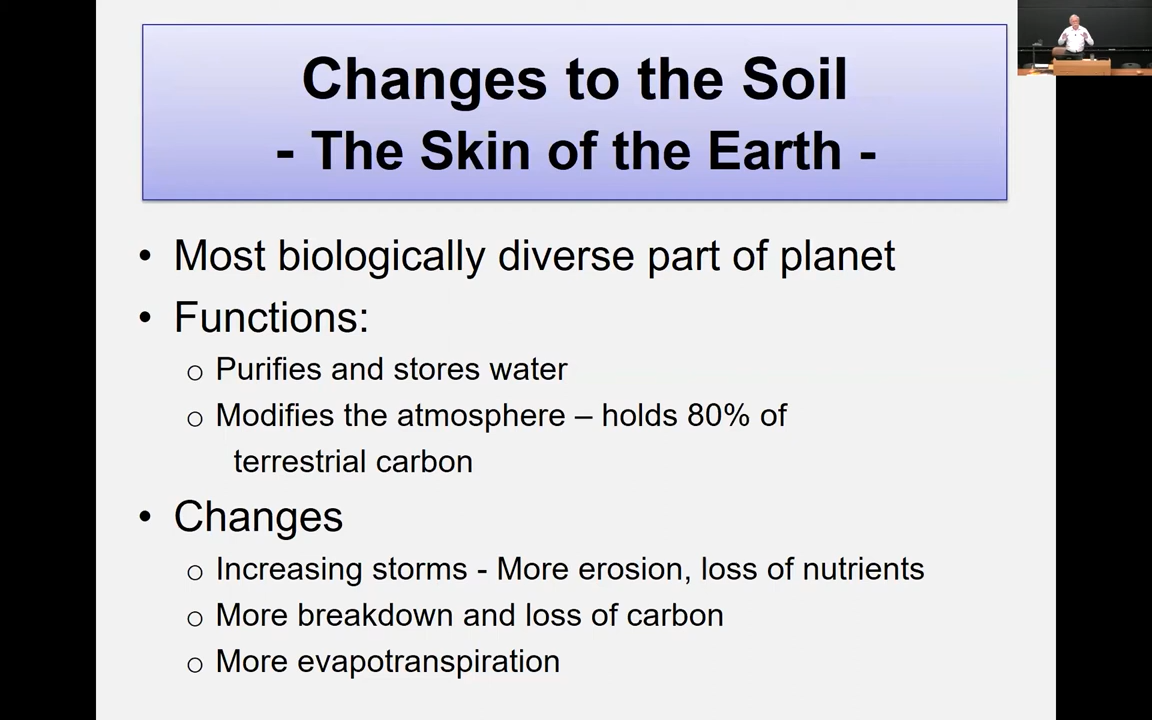 Changes to the Soil
- The Skin of the Earth -
• Most biologically diverse part of planet
• Functions:
o Purifies and stores water
o Modifies the atmosphere – holds 80% of
terrestrial carbon
• Changes
o Increasing storms - More erosion, loss of nutrients
o More breakdown and loss of carbon
o More evapotranspiration